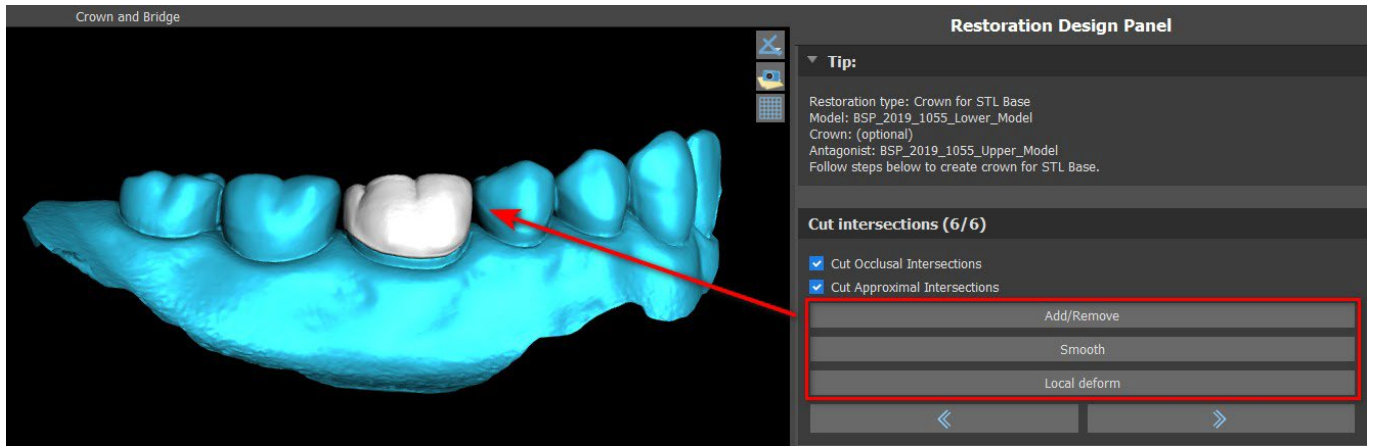 Crown and Bridge
Restoration Design Panel
Tip:
Restoration type: Crown for STL Base
Model: BSP_2019_1055_Lower_Model
Crown: (optional)
Antagonist: BSP_2019_1055_Upper_Model
Follow steps below to create crown for STL Base.
Cut intersections (6/6)
Cut Occlusal Intersections
Cut Approximal Intersections
Add/Remove
Smooth
Local deform